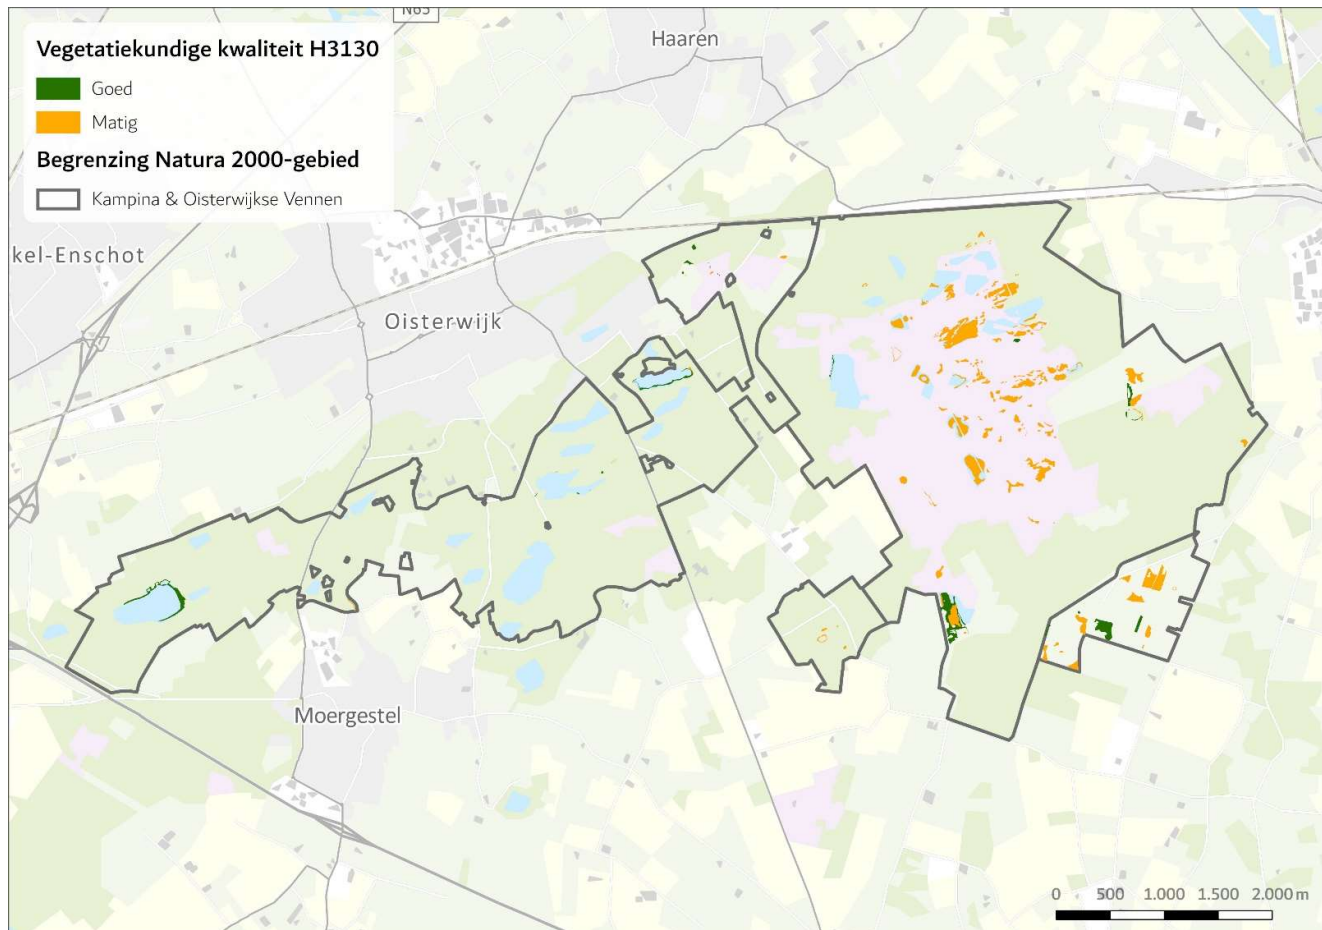 N65
Vegetatiekundige kwaliteit H3130
Goed
Matig
Begrenzing Natura 2000-gebied
Kampina & Oisterwijkse Vennen
Haaren
kel-Enschot
Oisterwijk
Moergestel
0 500 1.000 1.500 2.000 m